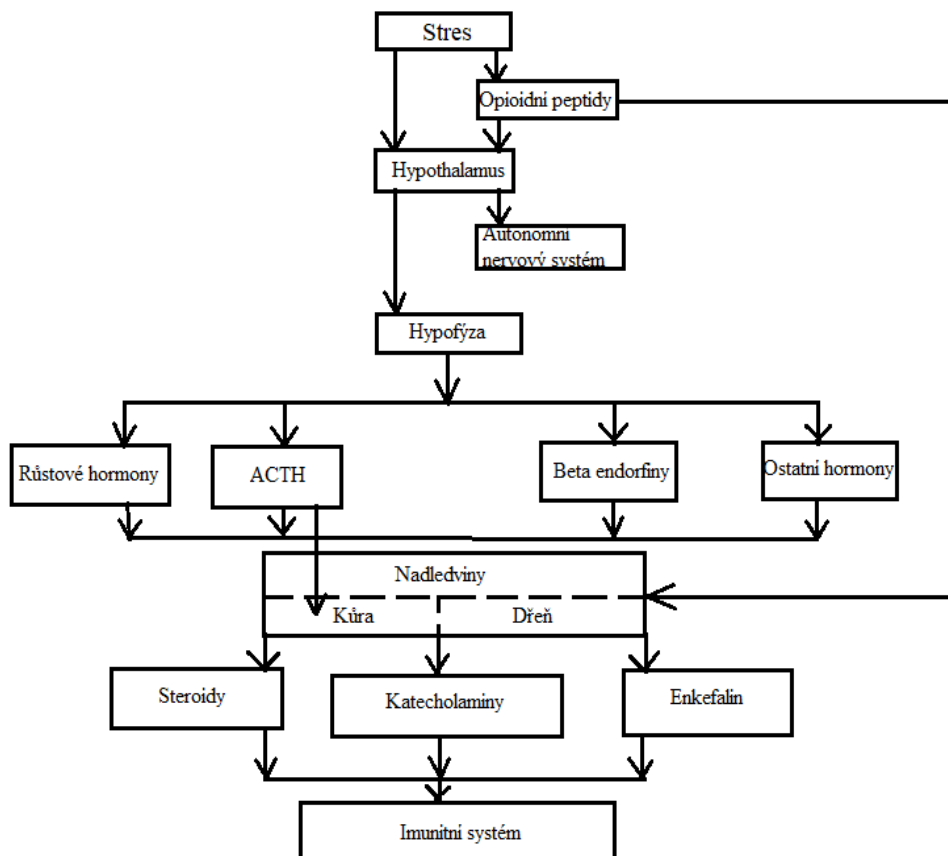 Stres
Opioidní peptidy
Hypothalamus
Autonomní
nervový systém
Hypofýza
Růstové hormony
ACTH
Beta endorfiny
Ostatní hormony
Nadledviny
Kůra
Dřeň
Steroidy
Katecholaminy
Enkefalin
Imunitní systém